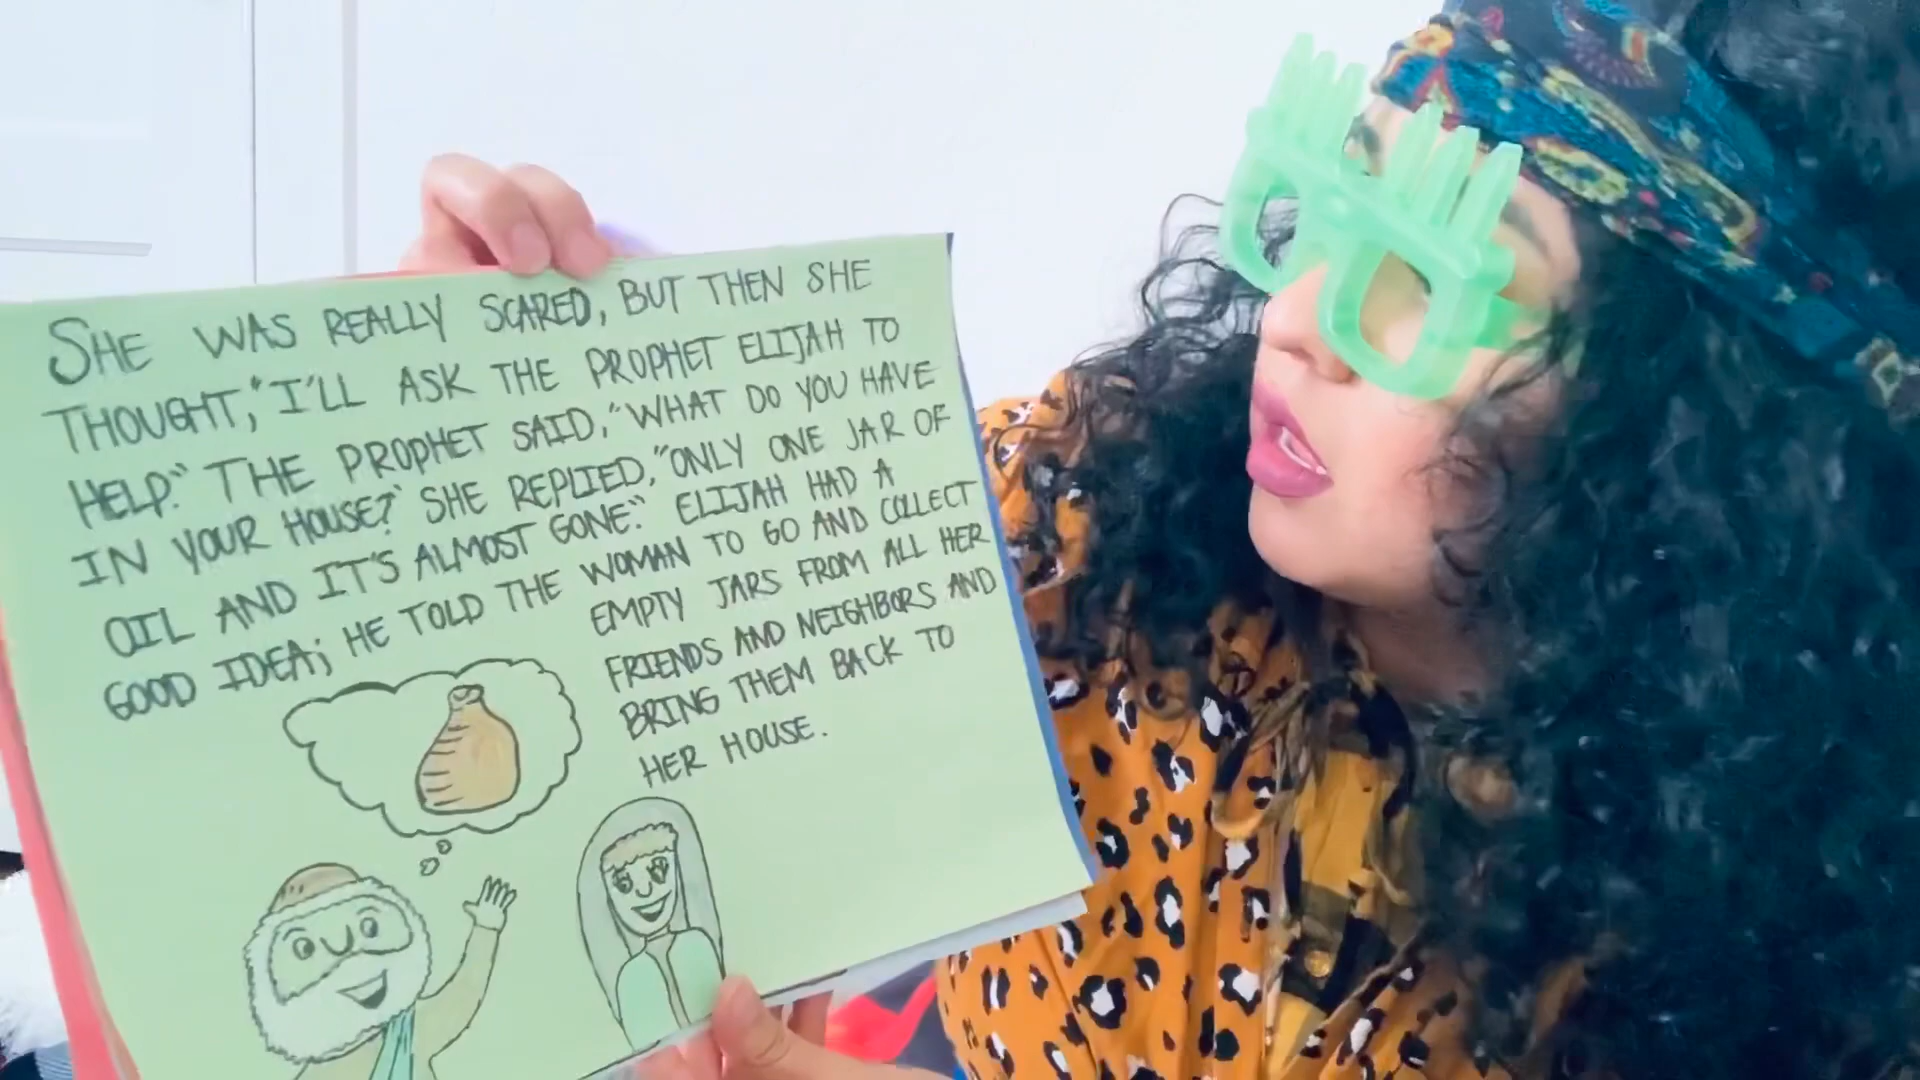 SHE WAS REALLY SCARED, BUT THEN SHE
THOUGHT, "I'LL ASK THE PROPHET ELIJAH TO
HELP." THE PROPHET SAID, "WHAT DO YOU HAVE
IN YOUR HOUSE?" SHE REPLIED, "ONLY ONE JAR OF
OIL AND IT'S ALMOST GONE." ELIJAH HAD A
GOOD IDEA; HE TOLD THE WOMAN TO GO AND COLLECT
EMPTY JARS FROM ALL HER
FRIENDS AND NEIGHBORS AND
BRING THEM BACK TO
HER HOUSE.